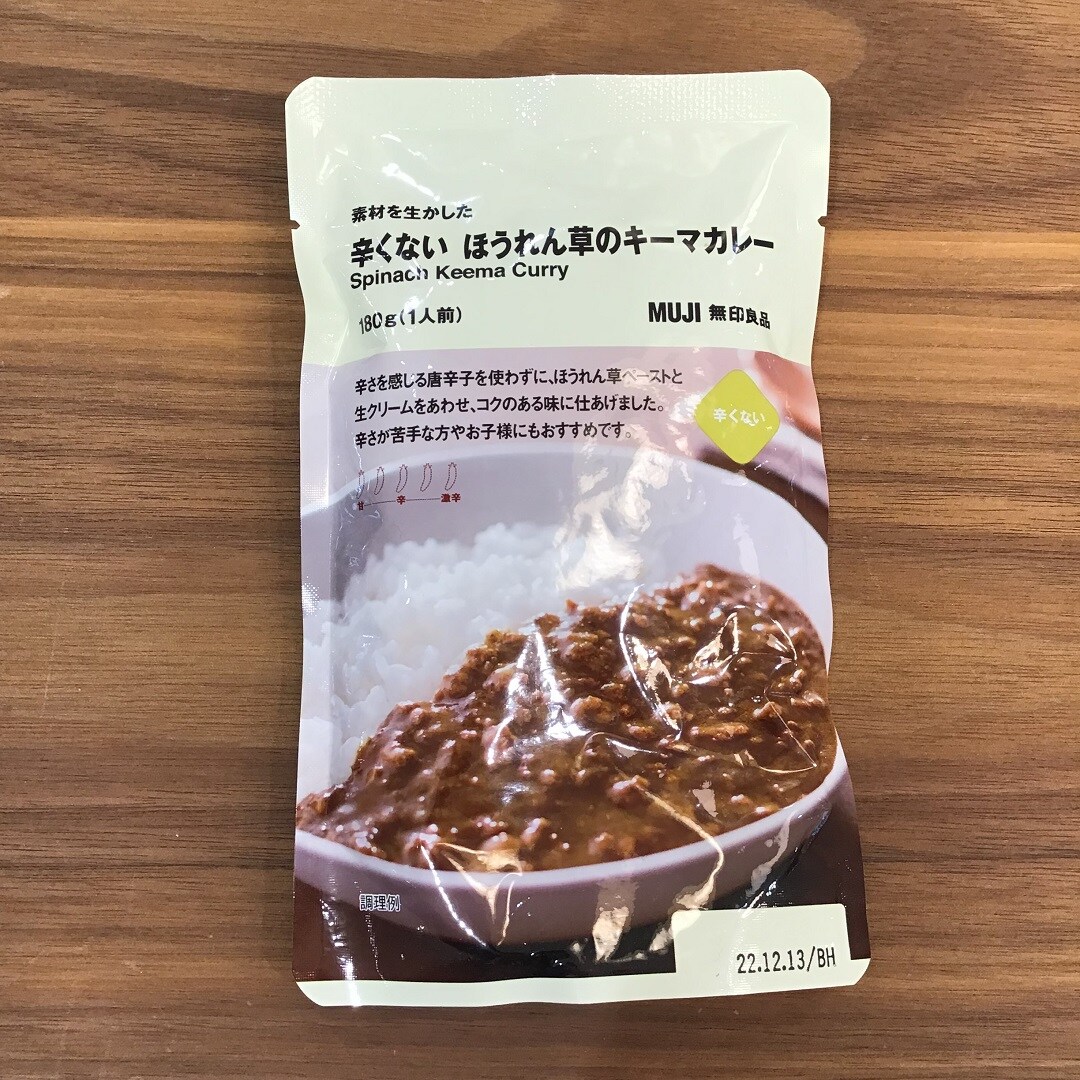 素材を生かした
辛くない ほうれん草のキーマカレー
Spinach Keema Curry
180g(1人前)
MUJI 無印良品
辛さを感じる唐辛子を使わずに、ほうれん草ペーストと
生クリームをあわせ、コクのある味に仕あげました。
辛さが苦手な方やお子様にもおすすめです。
辛くない
甘 辛 激辛
調理例
22.12.13/BH